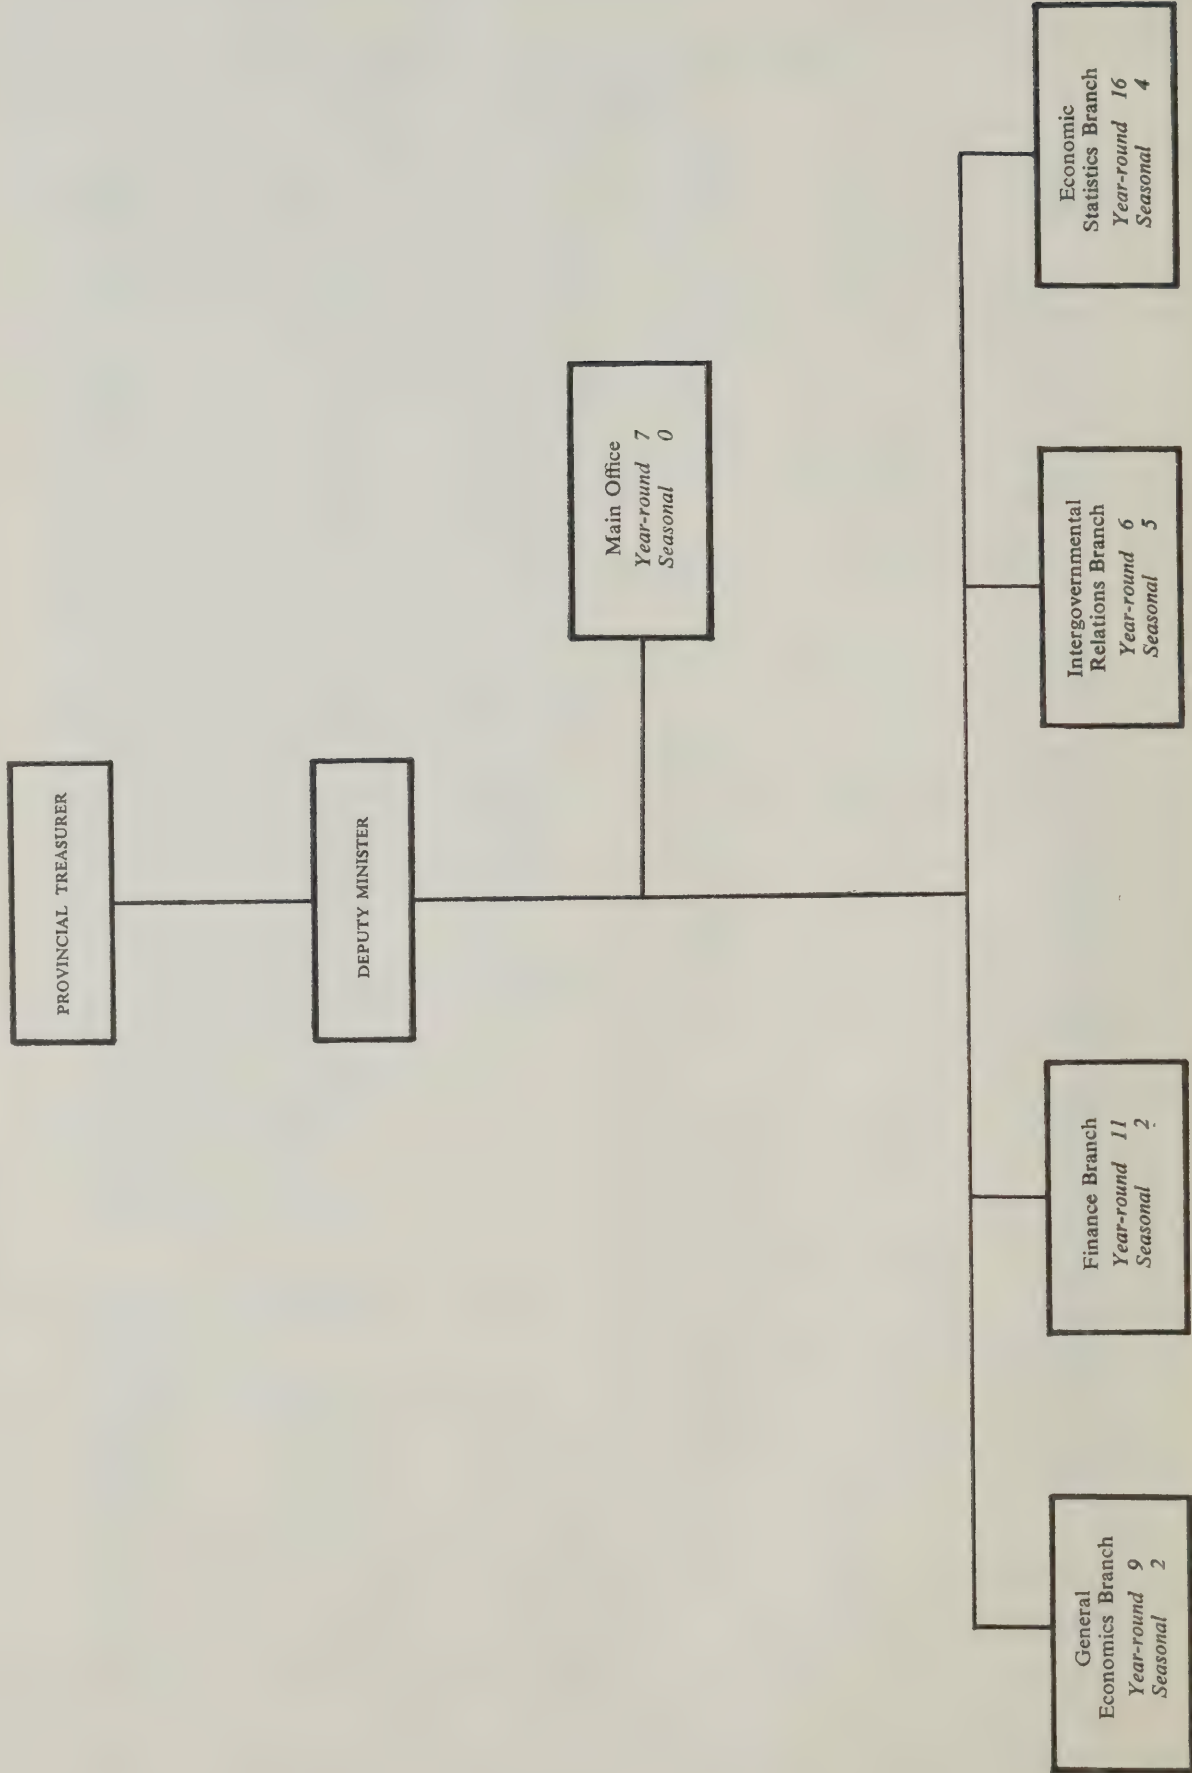 PROVINCIAL TREASURER
DEPUTY MINISTER
Main Office
Year-round 7
Seasonal 0
General
Economics Branch
Year-round 9
Seasonal 2
Finance Branch
Year-round 11
Seasonal 2
Intergovernmental
Relations Branch
Year-round 6
Seasonal 5
Economic
Statistics Branch
Year-round 16
Seasonal 4